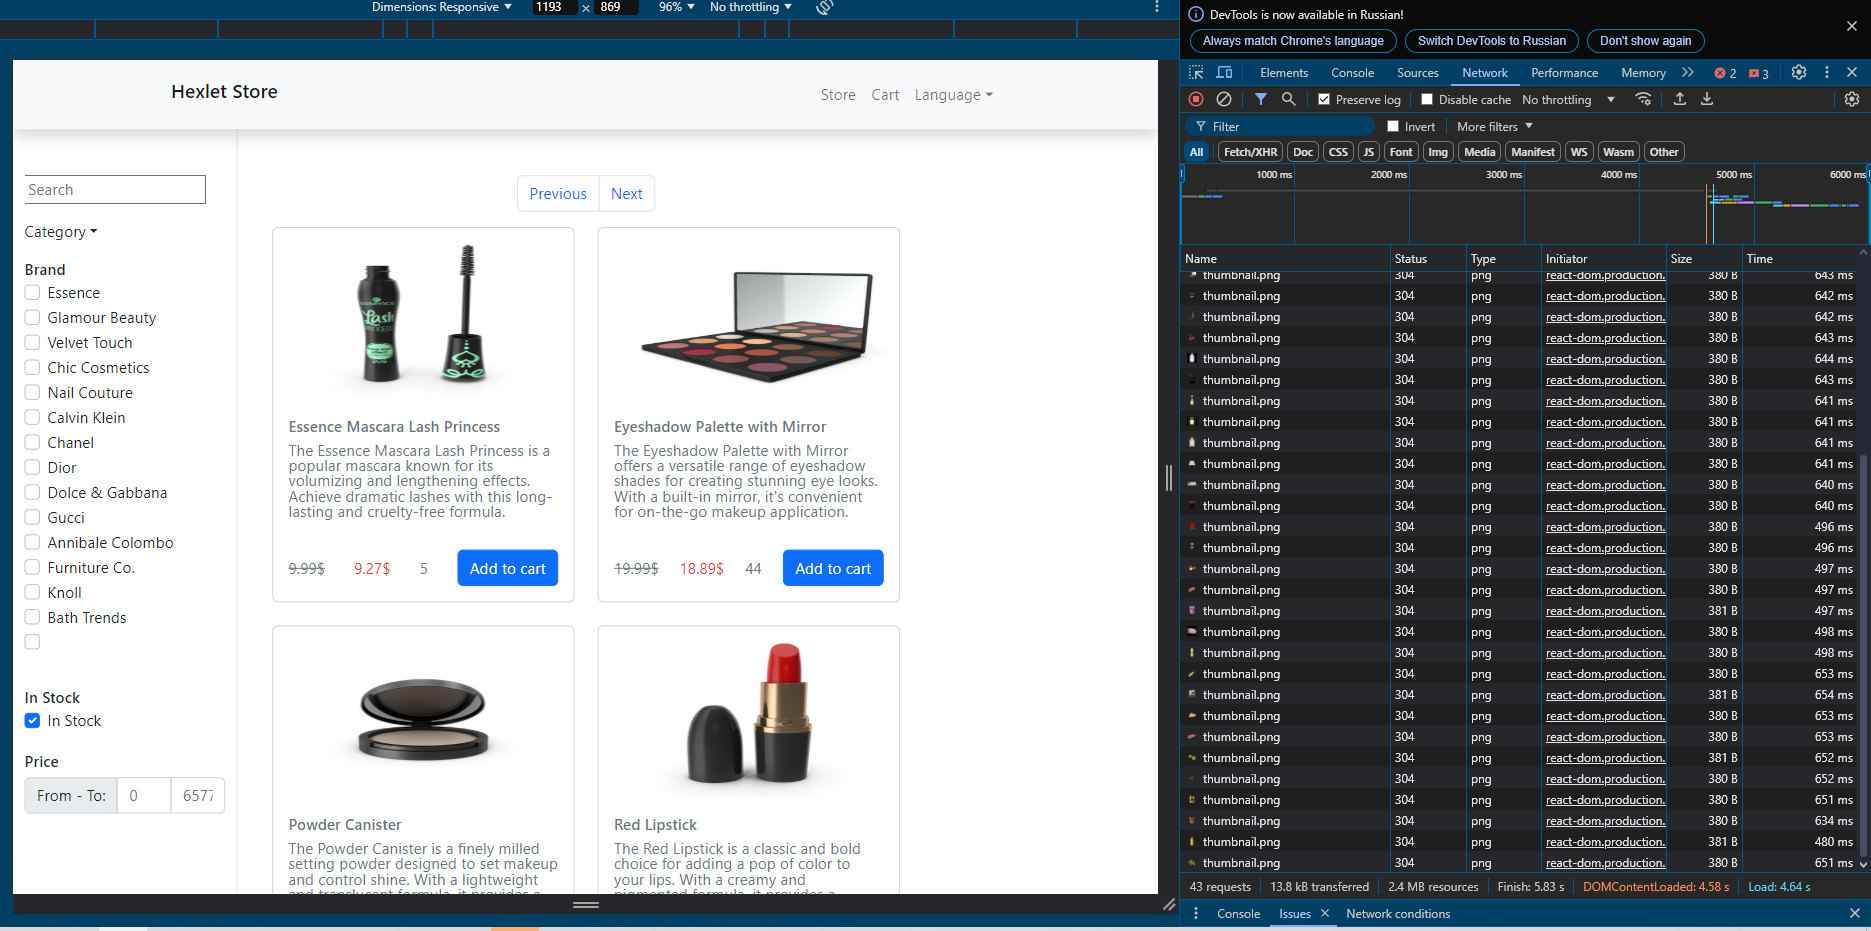 Dimensions: Responsive 1193 × 869 96% No throttling
Hexlet Store
Store Cart Language
Search
Category
Brand
Essence
Glamour Beauty
Velvet Touch
Chic Cosmetics
Nail Couture
Calvin Klein
Chanel
Dior
Dolce & Gabbana
Gucci
Annibale Colombo
Furniture Co.
Knoll
Bath Trends
In Stock
In Stock
Price
From - To: 0 6577
Previous Next
essence
Lash
PRINCESS
Essence Mascara Lash Princess
The Essence Mascara Lash Princess is a
popular mascara known for its
volumizing and lengthening effects.
Achieve dramatic lashes with this long-
lasting and cruelty-free formula.
9.99$ 9.27$ 5 Add to cart
Eyeshadow Palette with Mirror
The Eyeshadow Palette with Mirror
offers a versatile range of eyeshadow
shades for creating stunning eye looks.
With a built-in mirror, it's convenient
for on-the-go makeup application.
19.99$ 18.89$ 44 Add to cart
Powder Canister
The Powder Canister is a finely milled
setting powder designed to set makeup
and control shine. With a lightweight
and translucent formula, it provides a
Red Lipstick
The Red Lipstick is a classic and bold
choice for adding a pop of color to
your lips. With a creamy and
pigmented formula, it provides a
DevTools is now available in Russian!
Always match Chrome's language Switch DevTools to Russian Don't show again
Elements Console Sources Network Performance Memory 2 3
Preserve log Disable cache No throttling
Filter Invert More filters
All Fetch/XHR Doc CSS JS Font Img Media Manifest WS Wasm Other
1000 ms 2000 ms 3000 ms 4000 ms 5000 ms 6000 ms
Name Status Type Initiator Size Time
thumbnail.png 304 png react-dom.production. 380 B 643 ms
thumbnail.png 304 png react-dom.production. 380 B 642 ms
thumbnail.png 304 png react-dom.production. 380 B 642 ms
thumbnail.png 304 png react-dom.production. 380 B 643 ms
thumbnail.png 304 png react-dom.production. 380 B 644 ms
thumbnail.png 304 png react-dom.production. 380 B 643 ms
thumbnail.png 304 png react-dom.production. 380 B 641 ms
thumbnail.png 304 png react-dom.production. 380 B 641 ms
thumbnail.png 304 png react-dom.production. 380 B 641 ms
thumbnail.png 304 png react-dom.production. 380 B 641 ms
thumbnail.png 304 png react-dom.production. 380 B 640 ms
thumbnail.png 304 png react-dom.production. 380 B 640 ms
thumbnail.png 304 png react-dom.production. 380 B 496 ms
thumbnail.png 304 png react-dom.production. 380 B 496 ms
thumbnail.png 304 png react-dom.production. 380 B 497 ms
thumbnail.png 304 png react-dom.production. 380 B 497 ms
thumbnail.png 304 png react-dom.production. 381 B 497 ms
thumbnail.png 304 png react-dom.production. 380 B 498 ms
thumbnail.png 304 png react-dom.production. 380 B 498 ms
thumbnail.png 304 png react-dom.production. 380 B 653 ms
thumbnail.png 304 png react-dom.production. 381 B 654 ms
thumbnail.png 304 png react-dom.production. 380 B 653 ms
thumbnail.png 304 png react-dom.production. 380 B 653 ms
thumbnail.png 304 png react-dom.production. 381 B 652 ms
thumbnail.png 304 png react-dom.production. 380 B 652 ms
thumbnail.png 304 png react-dom.production. 380 B 651 ms
thumbnail.png 304 png react-dom.production. 380 B 634 ms
thumbnail.png 304 png react-dom.production. 381 B 480 ms
thumbnail.png 304 png react-dom.production. 380 B 651 ms
43 requests 13.8 kB transferred 2.4 MB resources Finish: 5.83 s DOMContentLoaded: 4.58 s Load: 4.64 s
Console Issues Network conditions